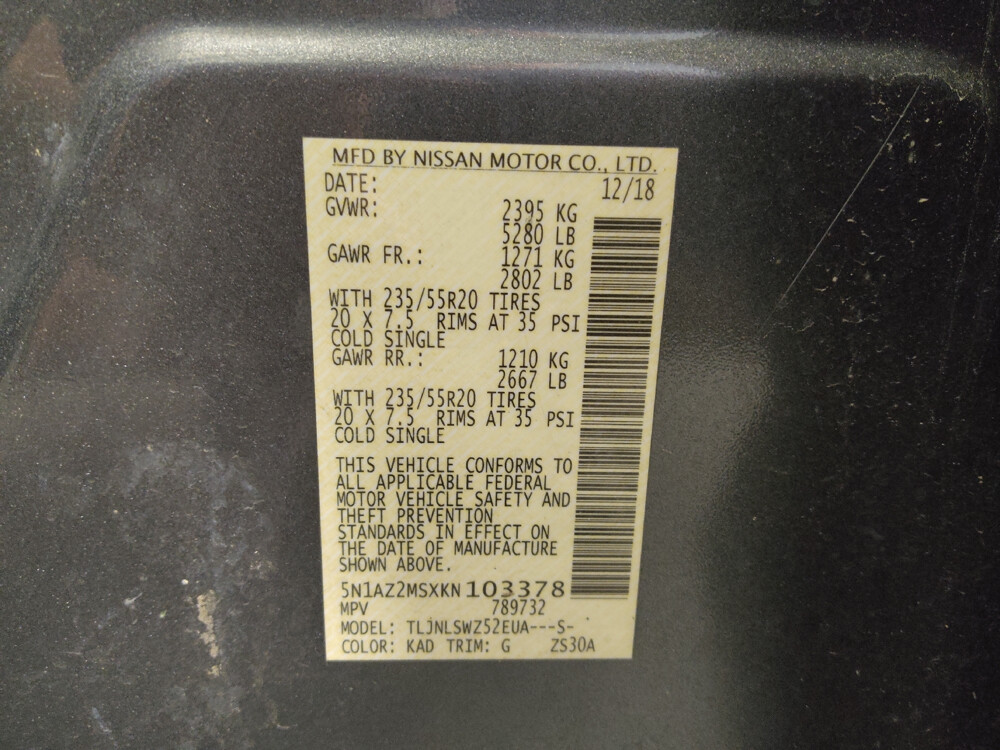 MFD BY NISSAN MOTOR CO., LTD.
DATE: 12/18
GVWR: 2395 KG
5280 LB
GAWR FR.: 1271 KG
2802 LB
WITH 235/55R20 TIRES
20 X 7.5 RIMS AT 35 PSI
COLD SINGLE
GAWR RR.: 1210 KG
2667 LB
WITH 235/55R20 TIRES
20 X 7.5 RIMS AT 35 PSI
COLD SINGLE
THIS VEHICLE CONFORMS TO
ALL APPLICABLE FEDERAL
MOTOR VEHICLE SAFETY AND
THEFT PREVENTION
STANDARDS IN EFFECT ON
THE DATE OF MANUFACTURE
SHOWN ABOVE.
5N1AZ2MSXKN 103378
MPV 789732
MODEL: TLJNLSWZ52EUA---S-
COLOR: KAD TRIM: G ZS30A